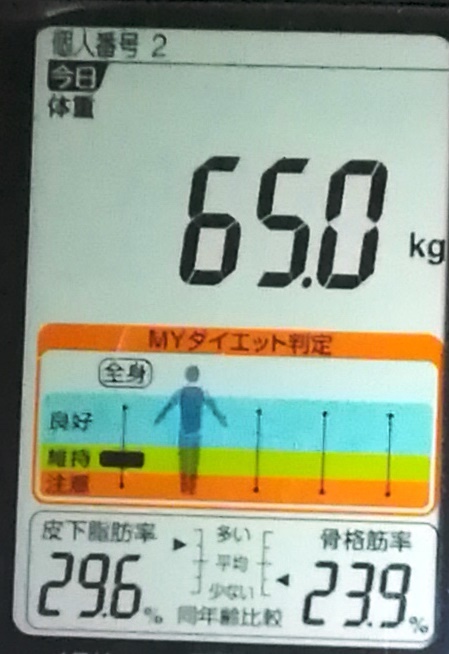 個人番号 2
今日
体重
65.0 kg
MYダイエット判定
全身
良好
維持
注意
皮下脂肪率
29.6%
多い
平均
少ない
同年齢比較
骨格筋率
23.9%